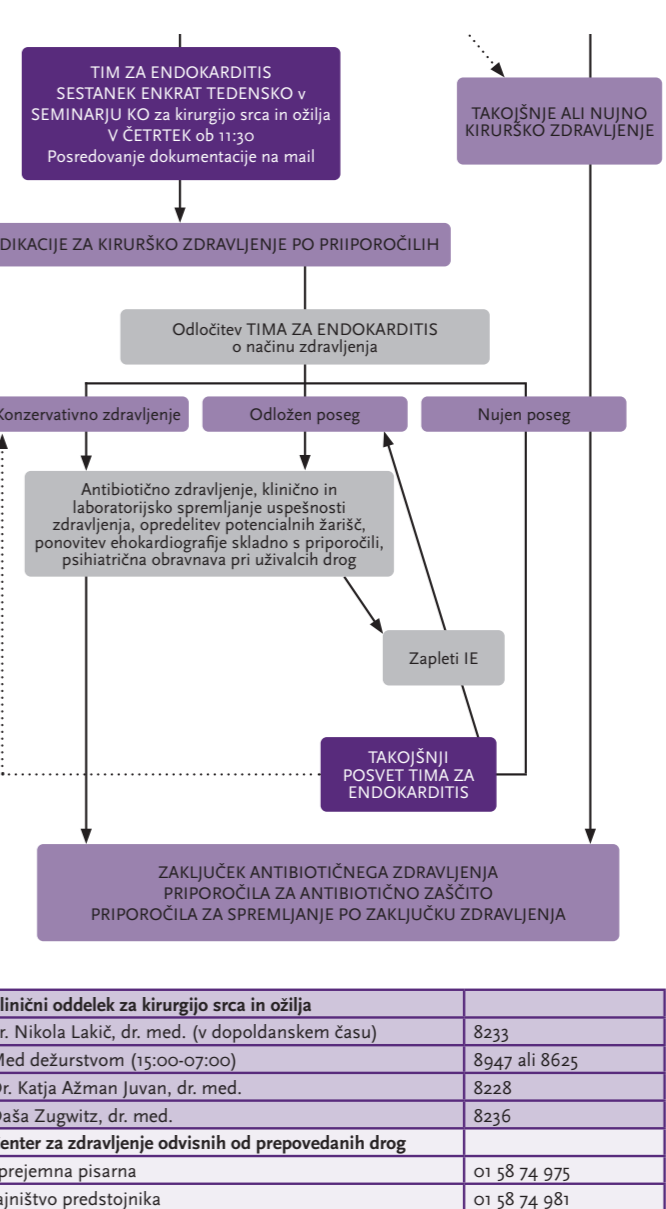 TIM ZA ENDOKARDITIS
SESTANEK ENKRAT TEDENSKO v
SEMINARJU KO za kirurgijo srca in ožilja
V ČETRTEK ob 11:30
Posredovanje dokumentacije na mail
TAKOJŠNJE ALI NUJNO
KIRURŠKO ZDRAVLJENJE
DIKACIJE ZA KIRURŠKO ZDRAVLJENJE PO PRIIPOROČILIH
Odločitev TIMA ZA ENDOKARDITIS
o načinu zdravljenja
Konzervativno zdravljenje
Odložen poseg
Nujen poseg
Antibiotično zdravljenje, klinično in
laboratorijsko spremljanje uspešnosti
zdravljenja, opredelitev potencialnih žarišč,
ponovitev ehokardiografije skladno s priporočili,
psihiatrična obravnava pri uživalcih drog
Zapleti IE
TAKOJŠNJI
POSVET TIMA ZA
ENDOKARDITIS
ZAKLJUČEK ANTIBIOTIČNEGA ZDRAVLJENJA
PRIPOROČILA ZA ANTIBIOTIČNO ZAŠČITO
PRIPOROČILA ZA SPREMLJANJE PO ZAKLJUČKU ZDRAVLJENJA
linični oddelek za kirurgijo srca in ožilja
r. Nikola Lakič, dr. med. (v dopoldanskem času) 8233
Med dežurstvom (15:00-07:00) 8947 ali 8625
Dr. Katja Ažman Juvan, dr. med. 8228
Daša Zugwitz, dr. med. 8236
enter za zdravljenje odvisnih od prepovedanih drog
prejemna pisarna 01 58 74 975
ajništvo predstojnika 01 58 74 981